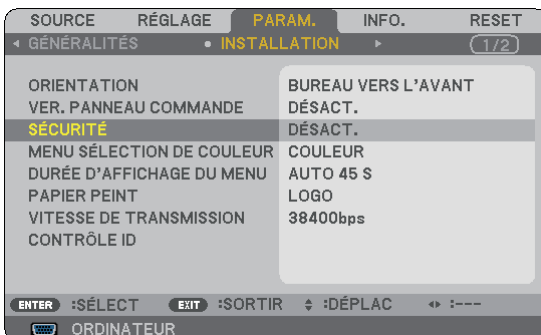 SOURCE RÉGLAGE PARAM. INFO. RESET
GÉNÉRALITÉS • INSTALLATION 1/2
ORIENTATION BUREAU VERS L'AVANT
VER. PANNEAU COMMANDE DÉSACT.
SÉCURITÉ DÉSACT.
MENU SÉLECTION DE COULEUR COULEUR
DURÉE D'AFFICHAGE DU MENU AUTO 45 S
PAPIER PEINT LOGO
VITESSE DE TRANSMISSION 38400bps
CONTRÔLE ID
ENTER :SÉLECT EXIT :SORTIR :DÉPLAC :---
ORDINATEUR